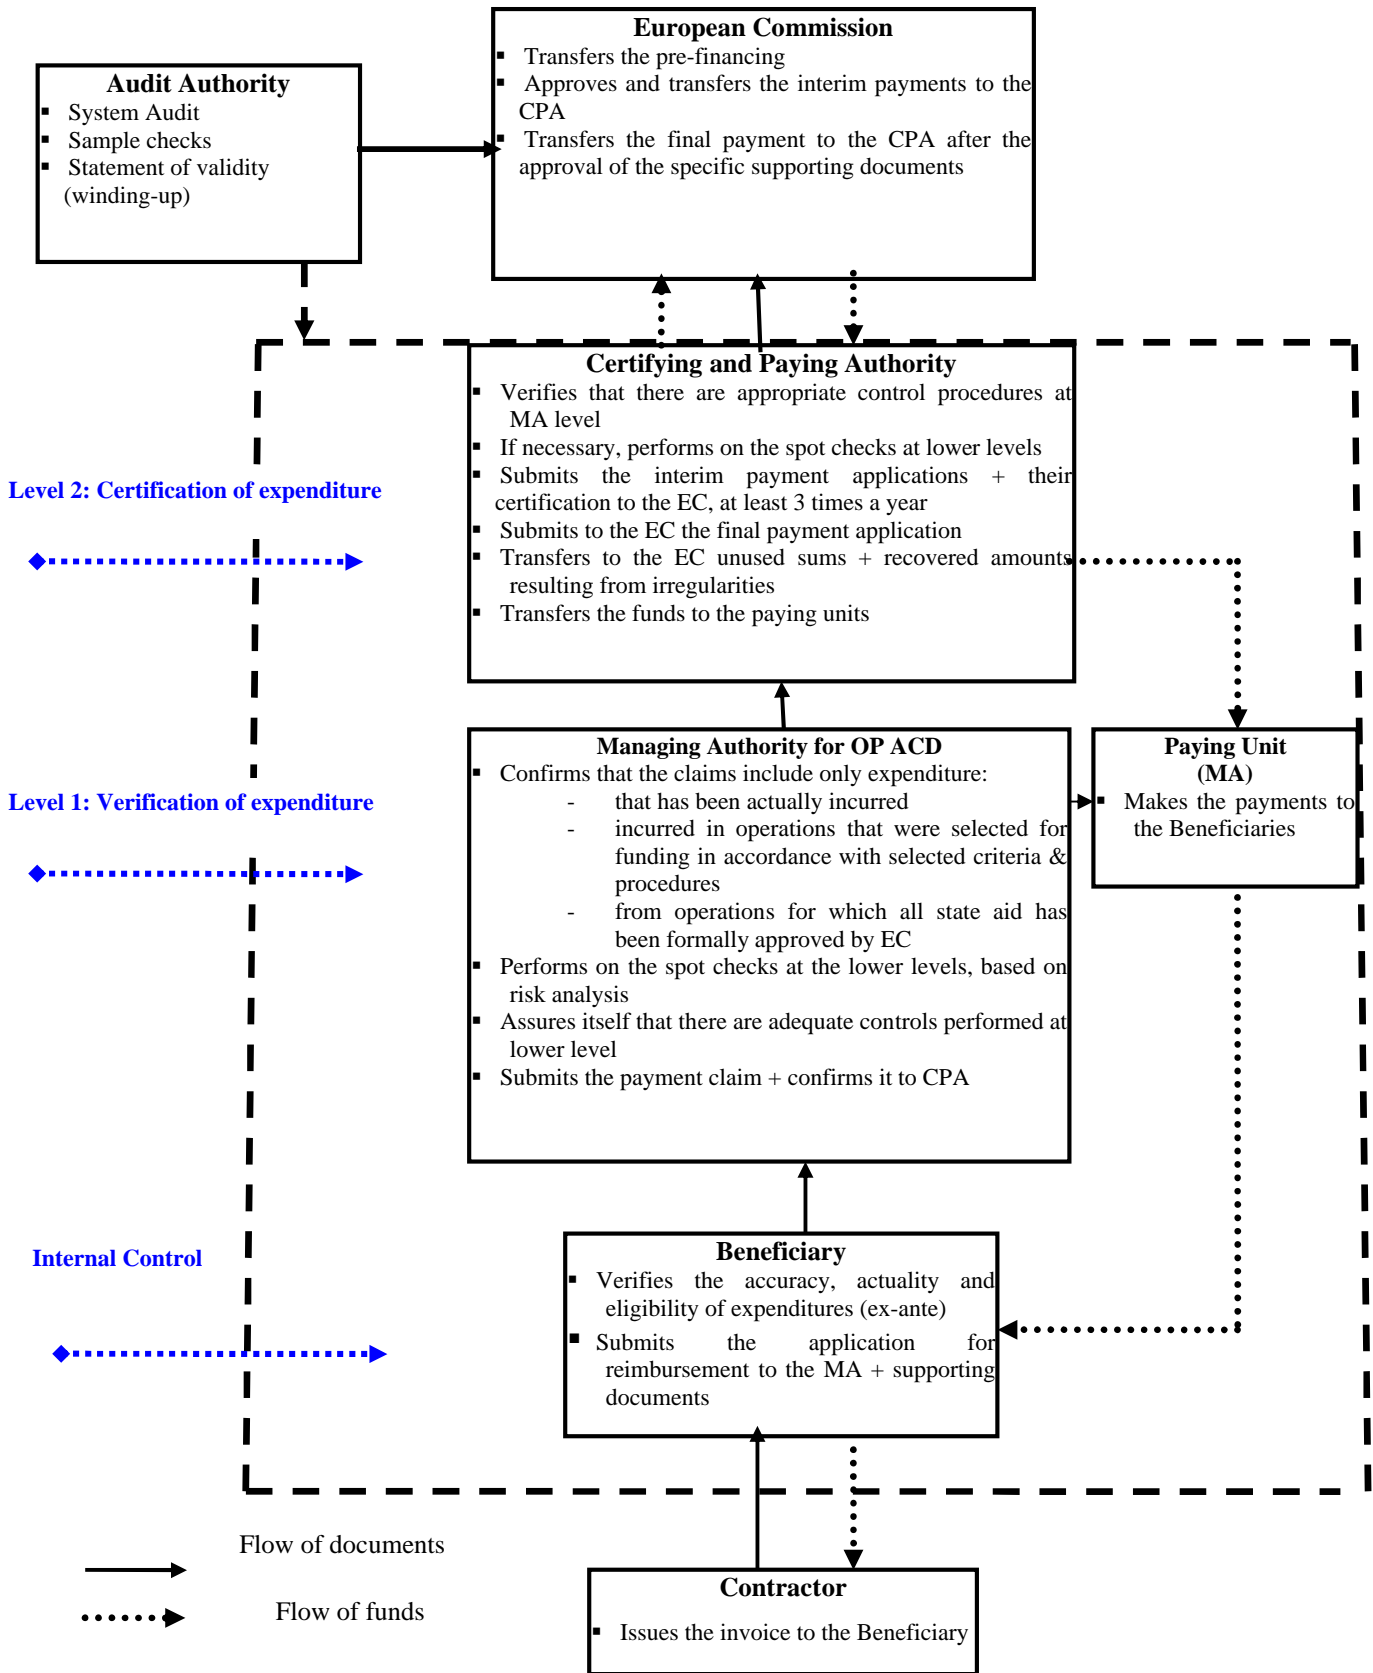 European Commission
▪ Transfers the pre-financing
▪ Approves and transfers the interim payments to the
CPA
▪ Transfers the final payment to the CPA after the
approval of the specific supporting documents
Audit Authority
▪ System Audit
▪ Sample checks
▪ Statement of validity
(winding-up)
Certifying and Paying Authority
▪ Verifies that there are appropriate control procedures at
MA level
▪ If necessary, performs on the spot checks at lower levels
▪ Submits the interim payment applications + their
certification to the EC, at least 3 times a year
▪ Submits to the EC the final payment application
▪ Transfers to the EC unused sums + recovered amounts
resulting from irregularities
▪ Transfers the funds to the paying units
Level 2: Certification of expenditure
Managing Authority for OP ACD
▪ Confirms that the claims include only expenditure:
- that has been actually incurred
- incurred in operations that were selected for
funding in accordance with selected criteria &
procedures
- from operations for which all state aid has
been formally approved by EC
▪ Performs on the spot checks at the lower levels, based on
risk analysis
▪ Assures itself that there are adequate controls performed at
lower level
▪ Submits the payment claim + confirms it to CPA
Paying Unit
(MA)
▪ Makes the payments to
the Beneficiaries
Level 1: Verification of expenditure
Internal Control
Beneficiary
▪ Verifies the accuracy, actuality and
eligibility of expenditures (ex-ante)
▪ Submits the application for
reimbursement to the MA + supporting
documents
Flow of documents
Flow of funds
Contractor
▪ Issues the invoice to the Beneficiary